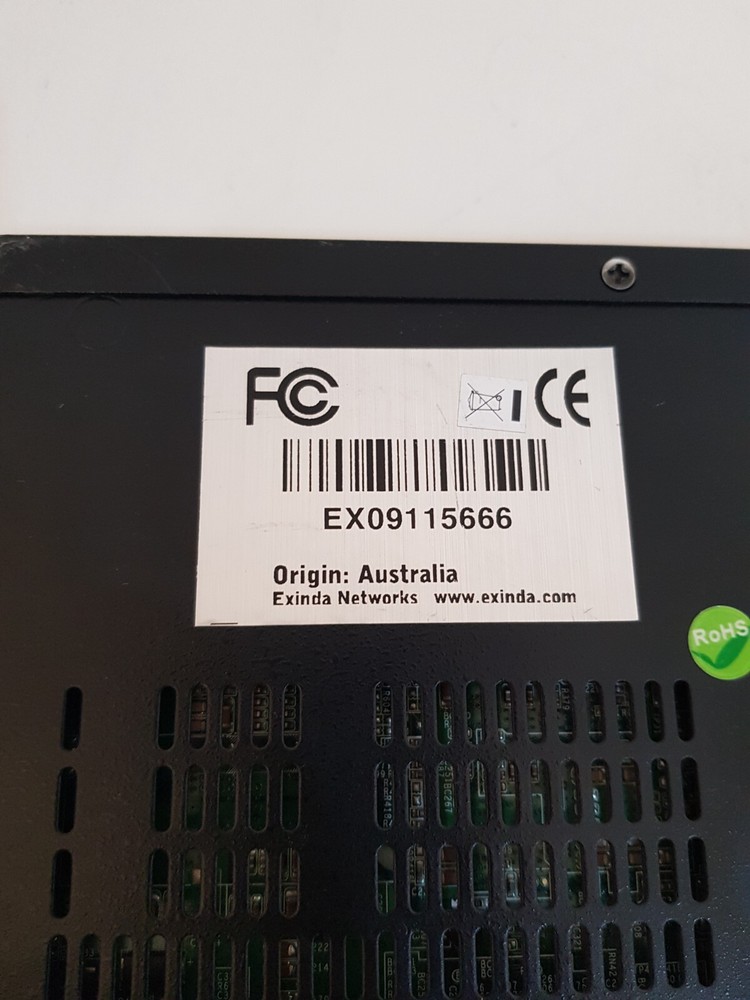 FC CE
EX09115666
Origin: Australia
Exinda Networks www.exinda.com
RoHS